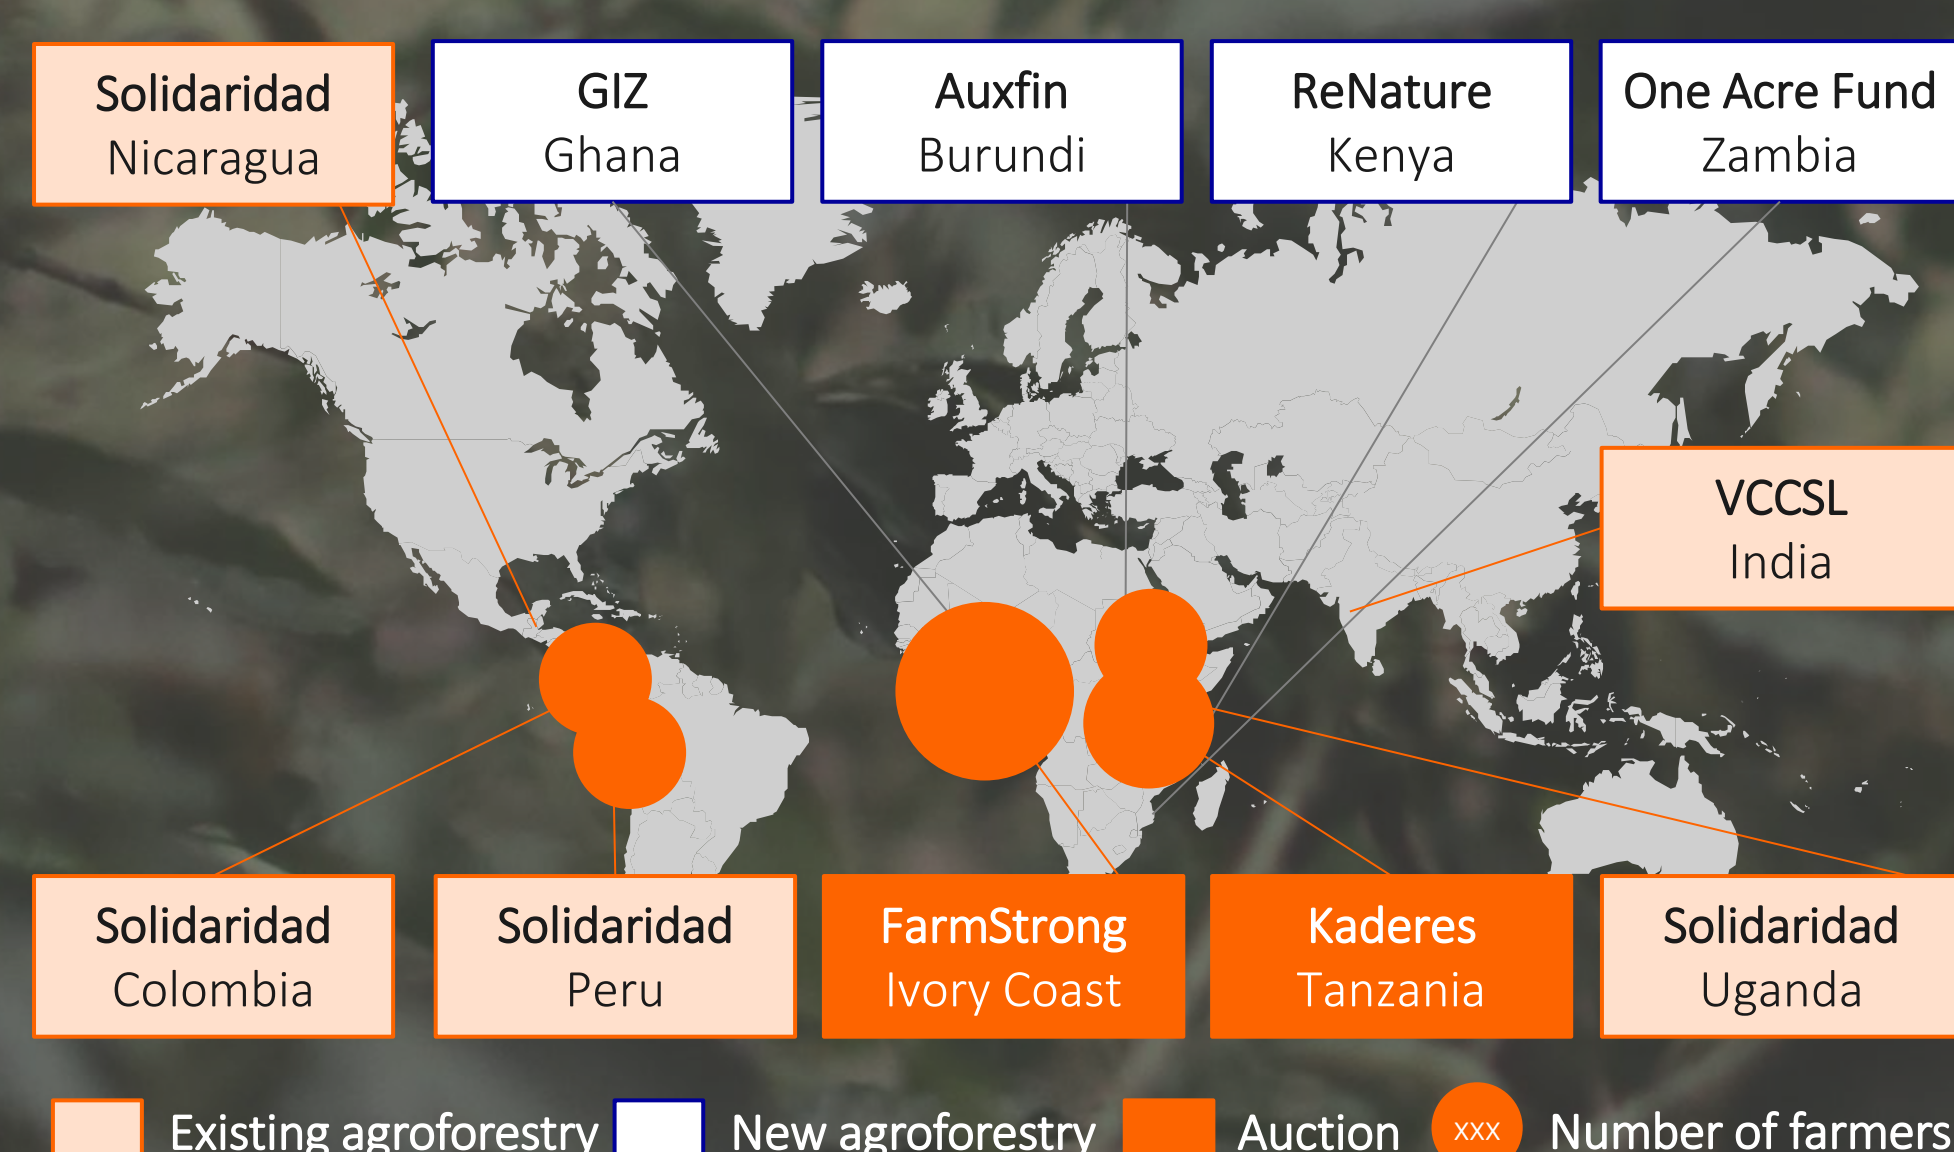 Solidaridad
Nicaragua
GIZ
Ghana
Auxfin
Burundi
ReNature
Kenya
One Acre Fund
Zambia
VCCSL
India
Solidaridad
Colombia
Solidaridad
Peru
FarmStrong
Ivory Coast
Kaderes
Tanzania
Solidaridad
Uganda
Existing agroforestry
New agroforestry
Auction
xxx
Number of farmers